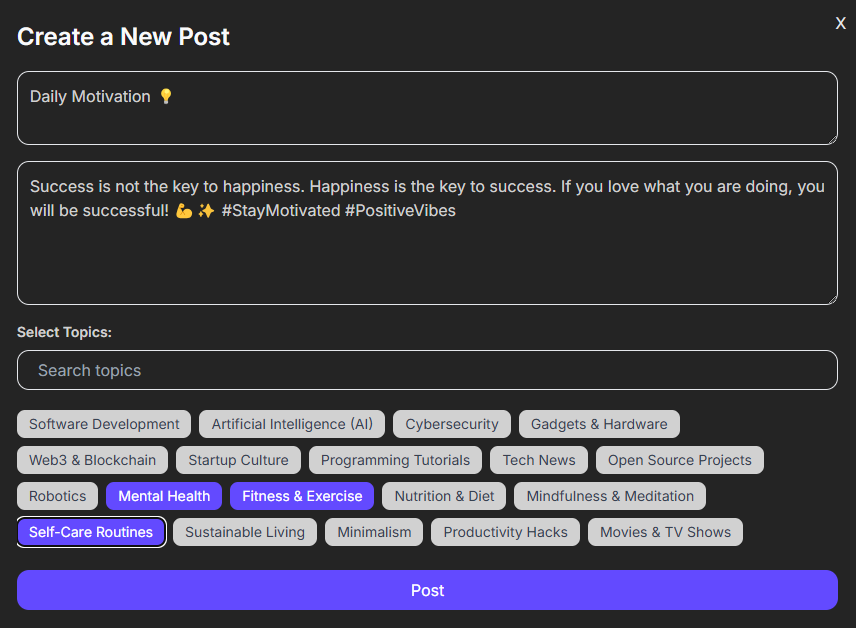 X
Create a New Post
Daily Motivation 💡
Success is not the key to happiness. Happiness is the key to success. If you love what you are doing, you
will be successful! 💪✨ #StayMotivated #PositiveVibes
Select Topics:
Search topics
Software Development Artificial Intelligence (AI) Cybersecurity Gadgets & Hardware
Web3 & Blockchain Startup Culture Programming Tutorials Tech News Open Source Projects
Robotics Mental Health Fitness & Exercise Nutrition & Diet Mindfulness & Meditation
Self-Care Routines Sustainable Living Minimalism Productivity Hacks Movies & TV Shows
Post